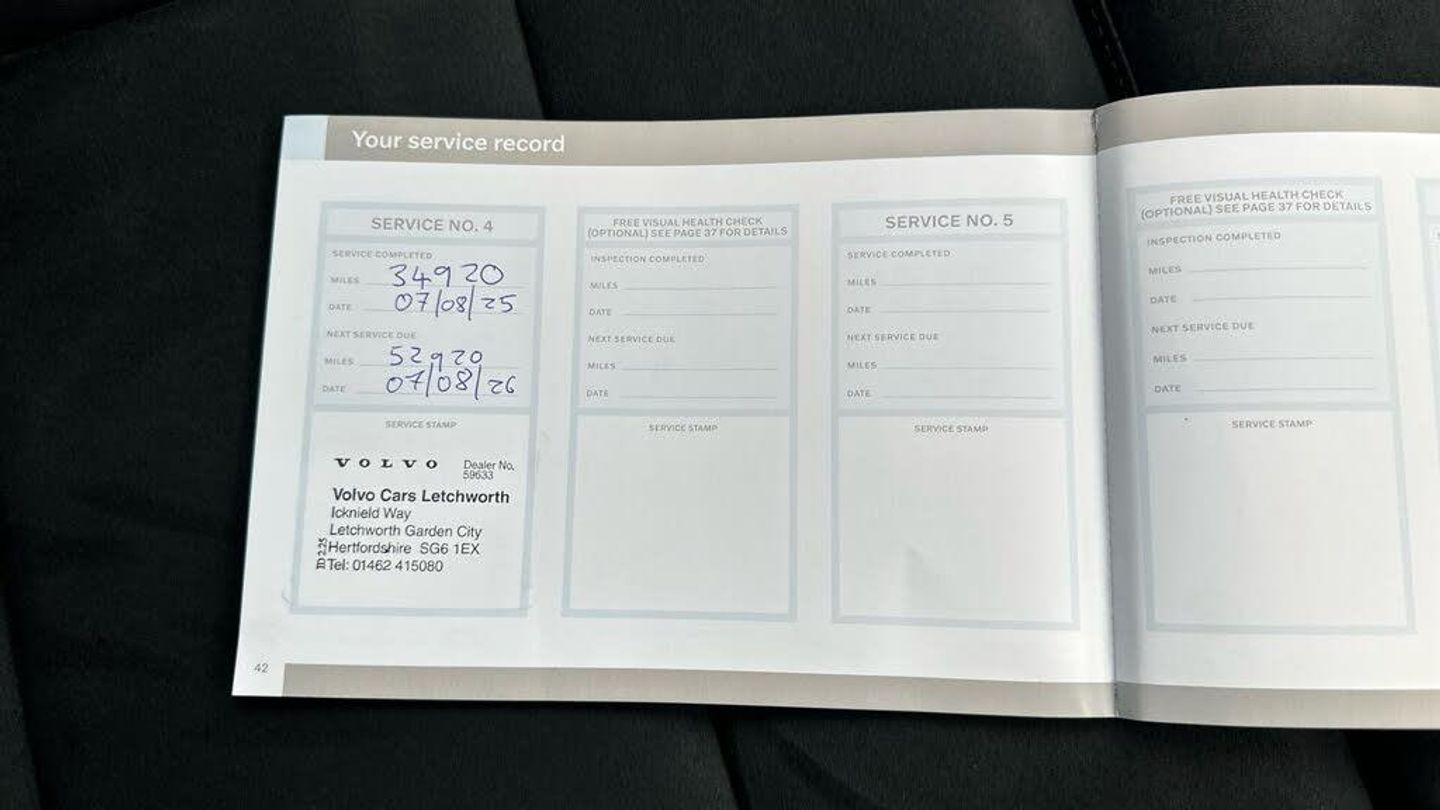 Your service record
SERVICE NO. 4
SERVICE COMPLETED
MILES 34920
DATE 07/08/25
NEXT SERVICE DUE
MILES 52920
DATE 07/08/26
SERVICE STAMP
VOLVO Dealer No.
59633
Volvo Cars Letchworth
Icknield Way
Letchworth Garden City
Hertfordshire SG6 1EX
Tel: 01462 415080
FREE VISUAL HEALTH CHECK
(OPTIONAL) SEE PAGE 37 FOR DETAILS
INSPECTION COMPLETED
MILES
DATE
NEXT SERVICE DUE
MILES
DATE
SERVICE STAMP
SERVICE NO. 5
SERVICE COMPLETED
MILES
DATE
NEXT SERVICE DUE
MILES
DATE
SERVICE STAMP
42
FREE VISUAL HEALTH CHECK
(OPTIONAL) SEE PAGE 37 FOR DETAILS
INSPECTION COMPLETED
MILES
DATE
NEXT SERVICE DUE
MILES
DATE
SERVICE STAMP